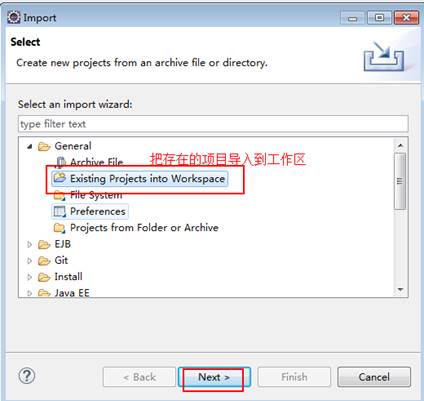 Import
Select
Create new projects from an archive file or directory.
Select an import wizard:
type filter text
General
Archive File
把存在的项目导入到工作区
Existing Projects into Workspace
File System
Preferences
Projects from Folder or Archive
EJB
Git
Install
Java EE
?
< Back
Next >
Finish
Cancel